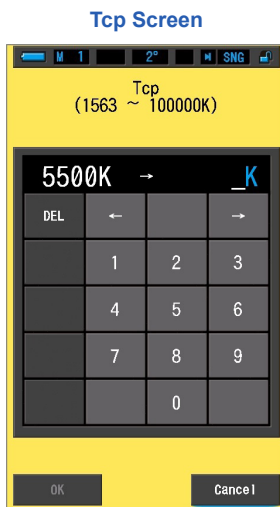 Tcp Screen
M 1 2° SNG
Tcp
(1563 ~ 100000K)
5500K → _K
DEL ← →
1 2 3
4 5 6
7 8 9
0
OK Cancel